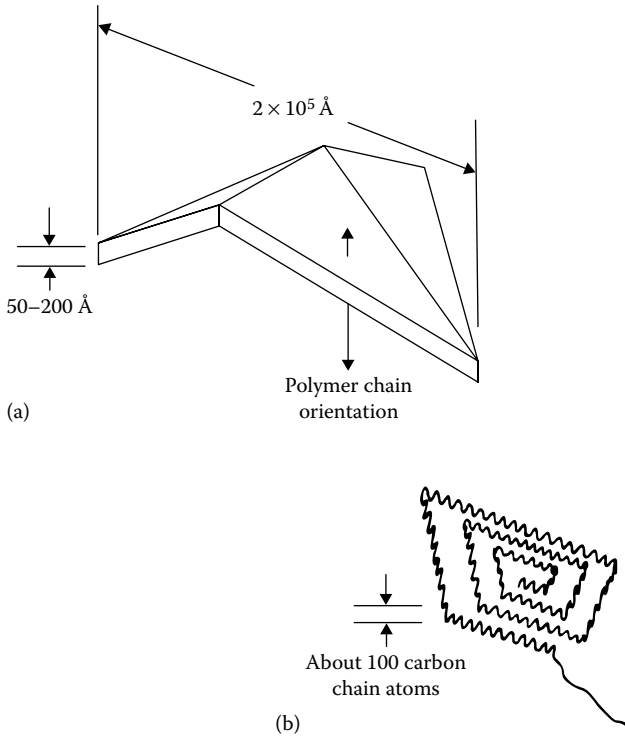 2 × 10⁵ Å
50–200 Å
Polymer chain
orientation
(a)
About 100 carbon
chain atoms
(b)